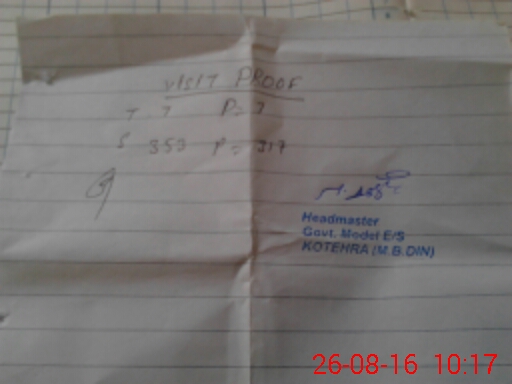 VISIT PROOF
T 7 P= 7
S 353 P= 317
Headmaster
Govt. Model E/S
KOTEHRA (M.B.DIN)
26-08-16 10:17